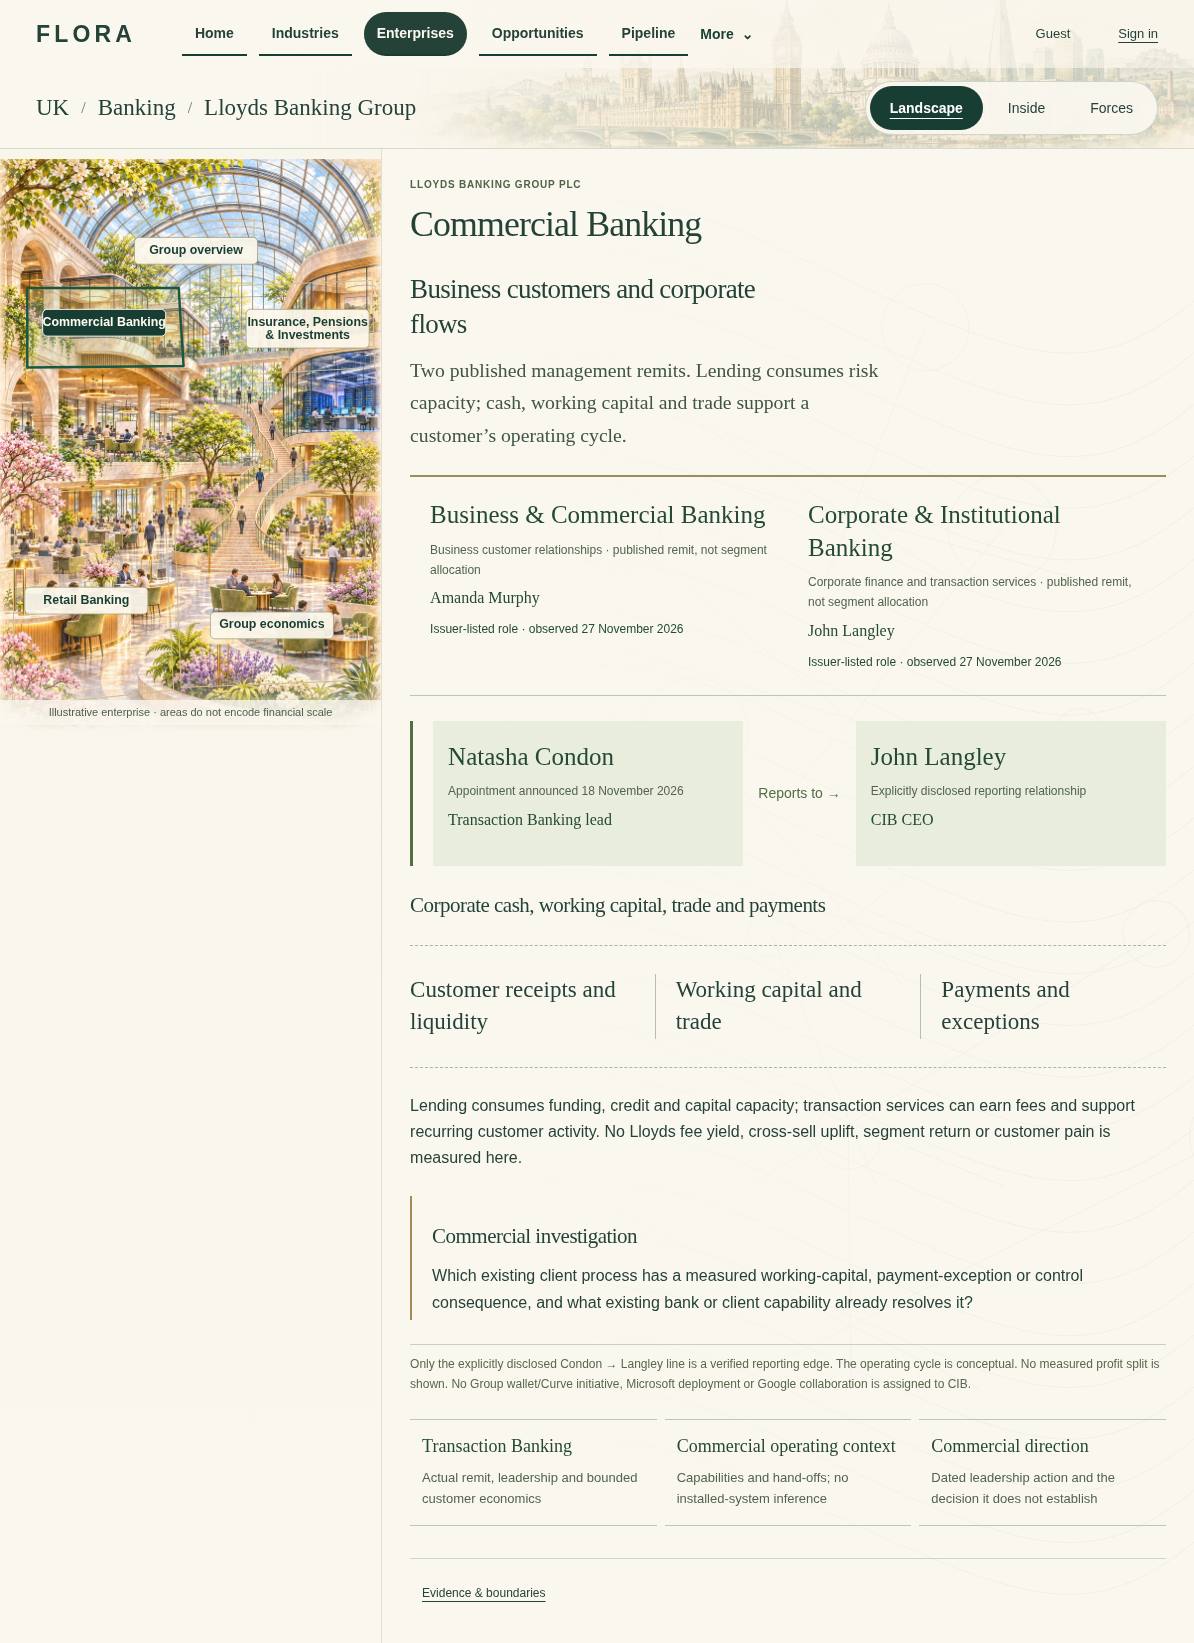 FLORA
Home
Industries
Enterprises
Opportunities
Pipeline
More
Guest
Sign in
UK / Banking / Lloyds Banking Group
Landscape
Inside
Forces
Group overview
Commercial Banking
Insurance, Pensions
& Investments
Retail Banking
Group economics
Illustrative enterprise · areas do not encode financial scale
LLOYDS BANKING GROUP PLC
Commercial Banking
Business customers and corporate
flows
Two published management remits. Lending consumes risk
capacity; cash, working capital and trade support a
customer’s operating cycle.
Business & Commercial Banking
Business customer relationships · published remit, not segment
allocation
Amanda Murphy
Issuer-listed role · observed 27 November 2026
Corporate & Institutional
Banking
Corporate finance and transaction services · published remit,
not segment allocation
John Langley
Issuer-listed role · observed 27 November 2026
Natasha Condon
Appointment announced 18 November 2026
Transaction Banking lead
Reports to →
John Langley
Explicitly disclosed reporting relationship
CIB CEO
Corporate cash, working capital, trade and payments
Customer receipts and
liquidity
Working capital and
trade
Payments and
exceptions
Lending consumes funding, credit and capital capacity; transaction services can earn fees and support
recurring customer activity. No Lloyds fee yield, cross-sell uplift, segment return or customer pain is
measured here.
Commercial investigation
Which existing client process has a measured working-capital, payment-exception or control
consequence, and what existing bank or client capability already resolves it?
Only the explicitly disclosed Condon → Langley line is a verified reporting edge. The operating cycle is conceptual. No measured profit split is
shown. No Group wallet/Curve initiative, Microsoft deployment or Google collaboration is assigned to CIB.
Transaction Banking
Actual remit, leadership and bounded
customer economics
Commercial operating context
Capabilities and hand-offs; no
installed-system inference
Commercial direction
Dated leadership action and the
decision it does not establish
Evidence & boundaries